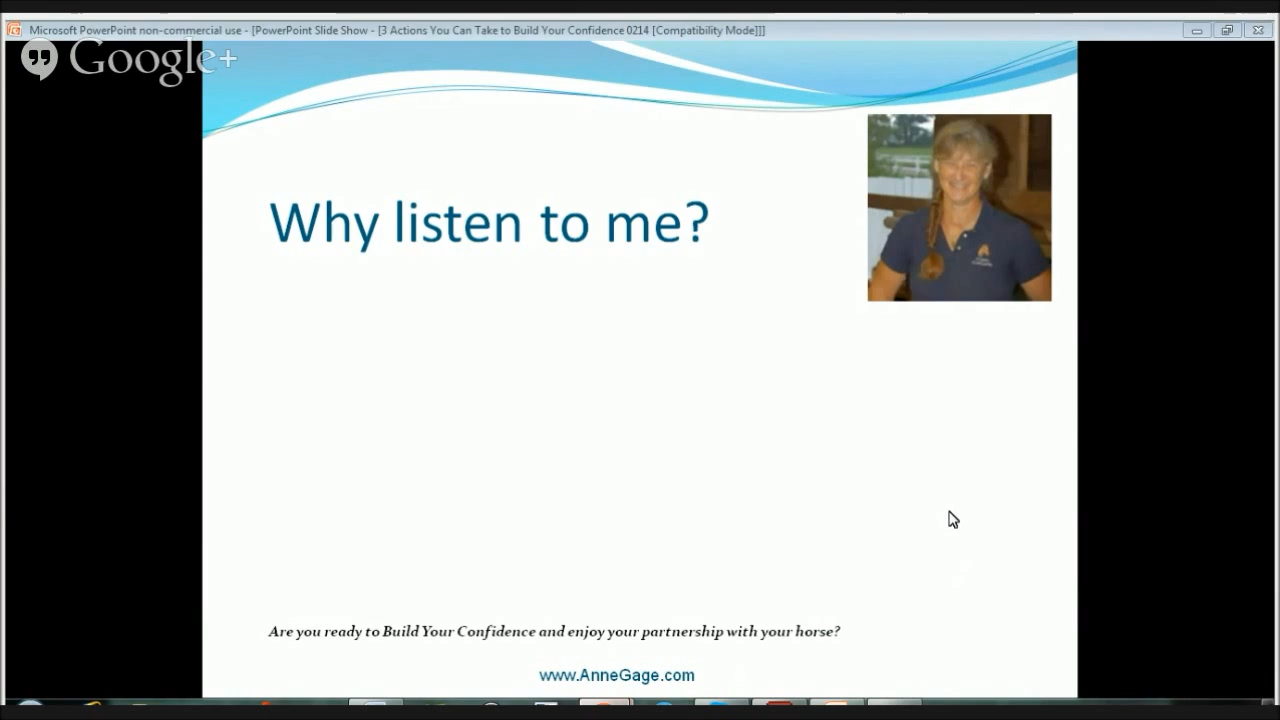 Microsoft PowerPoint non-commercial use - [PowerPoint Slide Show - [3 Actions You Can Take to Build Your Confidence 0214 [Compatibility Mode]]]
Google+
Why listen to me?
Are you ready to Build Your Confidence and enjoy your partnership with your horse?
www.AnneGage.com